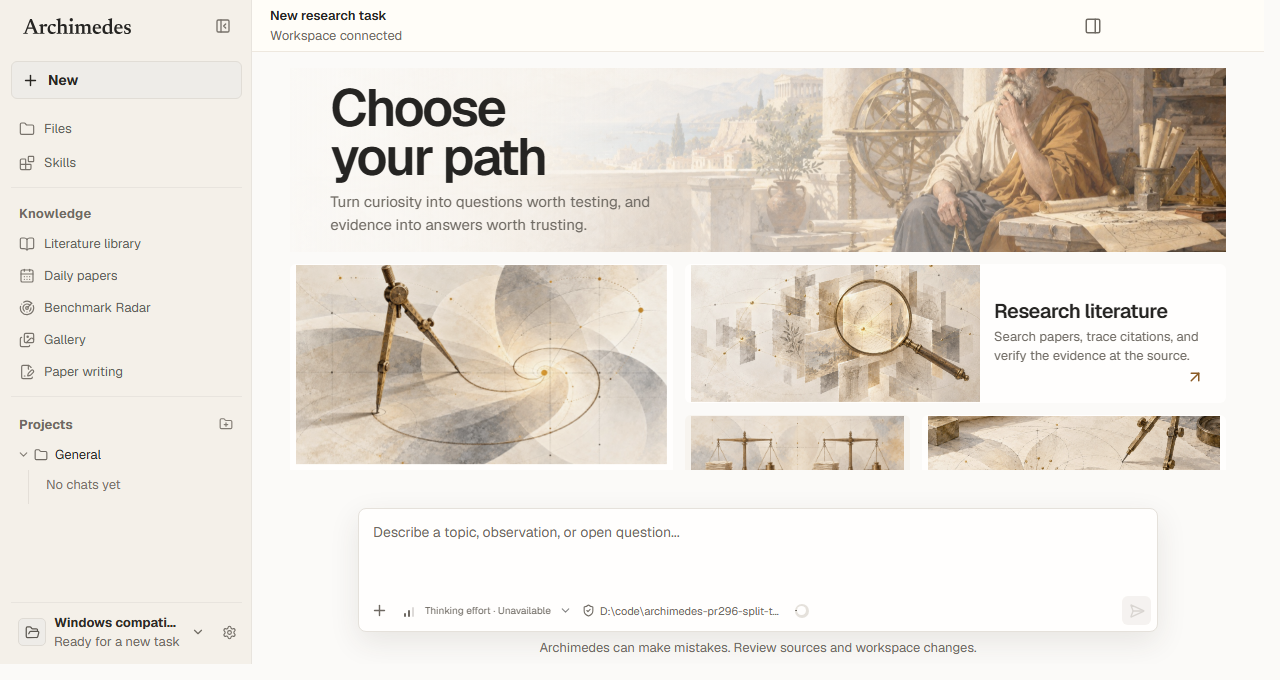 Archimedes
New
Files
Skills
Knowledge
Literature library
Daily papers
Benchmark Radar
Gallery
Paper writing
Projects
General
No chats yet
Windows compati...
Ready for a new task
New research task
Workspace connected
Choose
your path
Turn curiosity into questions worth testing, and
evidence into answers worth trusting.
Research literature
Search papers, trace citations, and
verify the evidence at the source.
Describe a topic, observation, or open question...
Thinking effort · Unavailable
D:\code\archimedes-pr296-split-t...
Archimedes can make mistakes. Review sources and workspace changes.